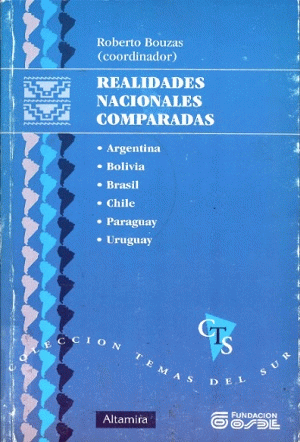 Roberto Bouzas
(coordinador)
REALIDADES
NACIONALES
COMPARADAS
• Argentina
• Bolivia
• Brasil
• Chile
• Paraguay
• Uruguay
CTS
COLECCION TEMAS DEL SUR
Altamira
FUNDACION
OSDE